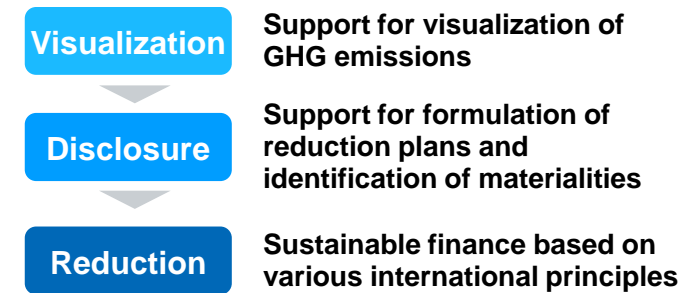 Visualization
Support for visualization of
GHG emissions
Disclosure
Support for formulation of
reduction plans and
identification of materialities
Reduction
Sustainable finance based on
various international principles